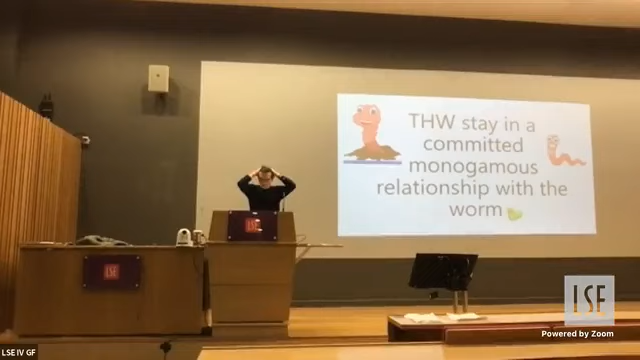 THW stay in a
committed
monogamous
relationship with the
worm
LSE
LSE
LSE
Powered by Zoom
LSE IV GF